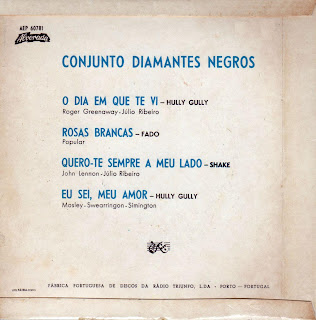 AEP 60781
Alvorada
CONJUNTO DIAMANTES NEGROS
O DIA EM QUE TE VI – HULLY GULLY
Roger Greenaway - Júlio Ribeiro
ROSAS BRANCAS – FADO
Popular
QUERO-TE SEMPRE A MEU LADO – SHAKE
John Lennon - Júlio Ribeiro
EU SEI, MEU AMOR – HULLY GULLY
Mosley - Swearringon - Simington
FÁBRICA PORTUGUESA DE DISCOS DA RÁDIO TRIUNFO, LDA - PORTO — PORTUGAL